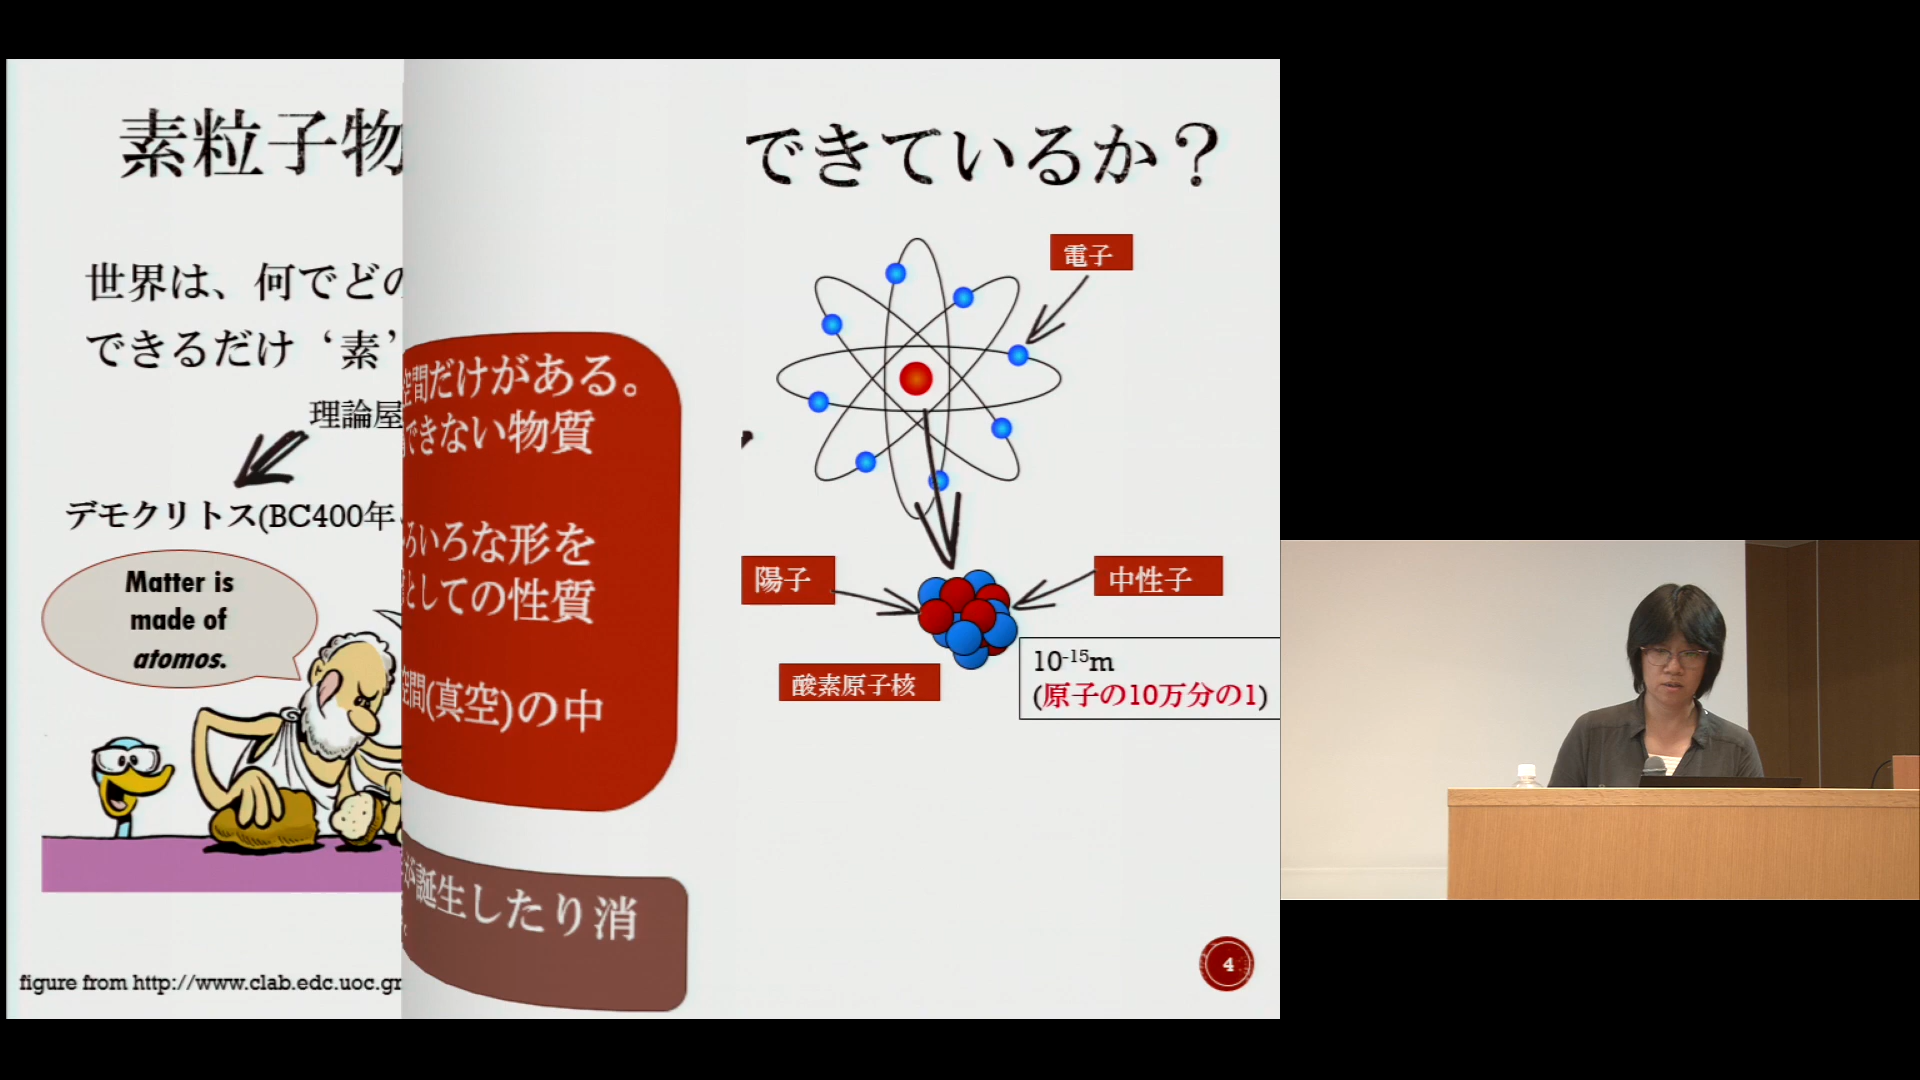 素粒子物
世界は、何でどの
できるだけ ‘素’
理論屋
デモクリトス(BC400年
Matter is
made of
atomos.
figure from http://www.clab.edc.uoc.gr
空間だけがある。
できない物質
ろいろな形を
としての性質
空間(真空)の中
が誕生したり消
できているか？
電子
陽子
中性子
酸素原子核
10-15m
(原子の10万分の1)
4